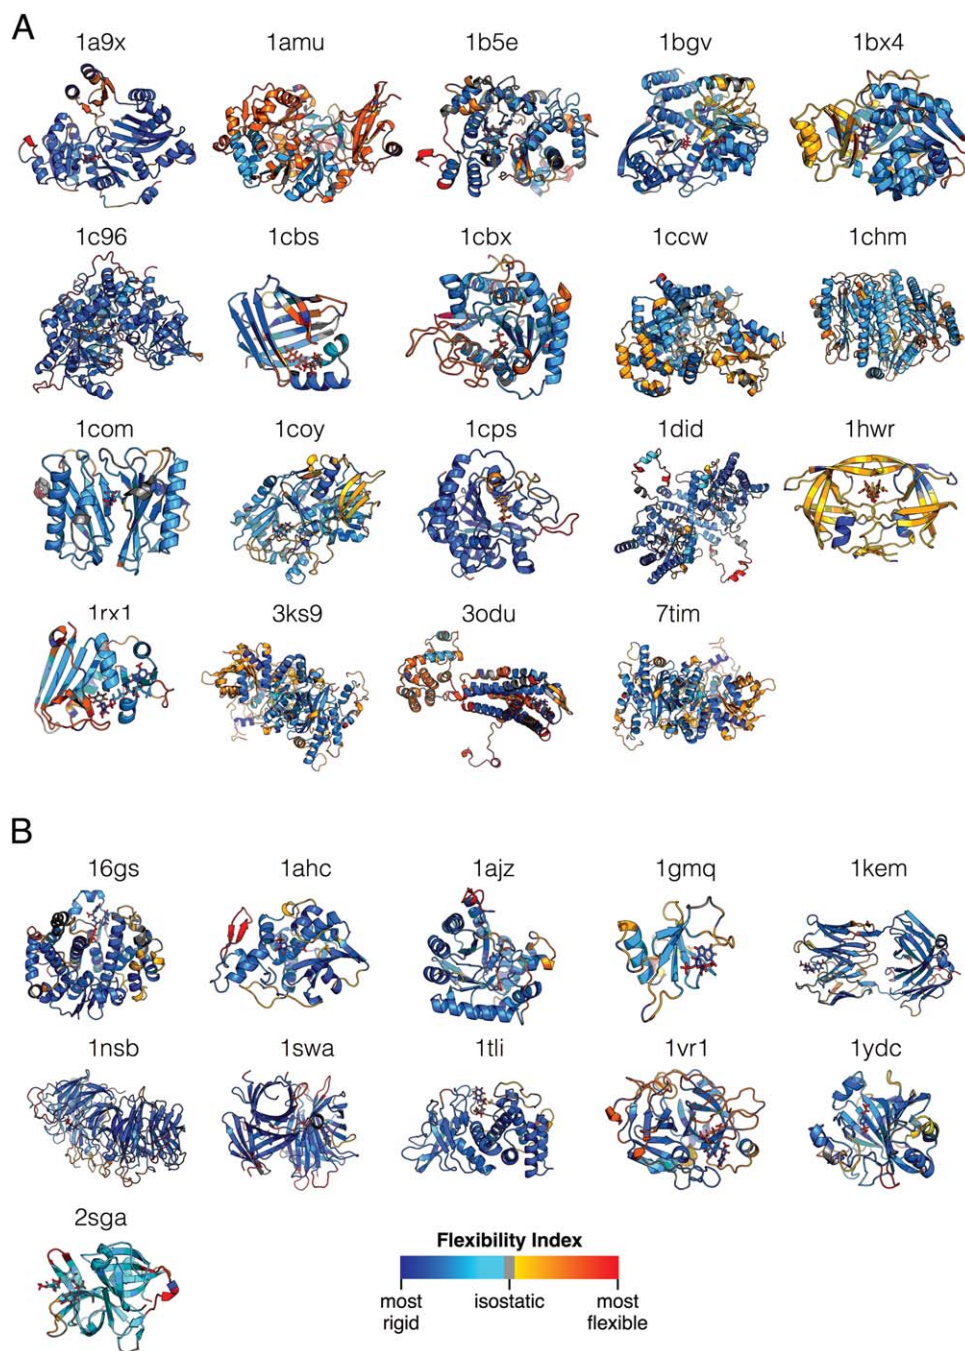 A
1a9x 1amu 1b5e 1bgv 1bx4
1c96 1cbs 1cbx 1ccw 1chm
1com 1coy 1cps 1did 1hwr
1rx1 3ks9 3odu 7tim
B
16gs 1ahc 1ajz 1gmq 1kem
1nsb 1swa 1tli 1vr1 1ydc
2sga
Flexibility Index
most rigid isostatic most flexible